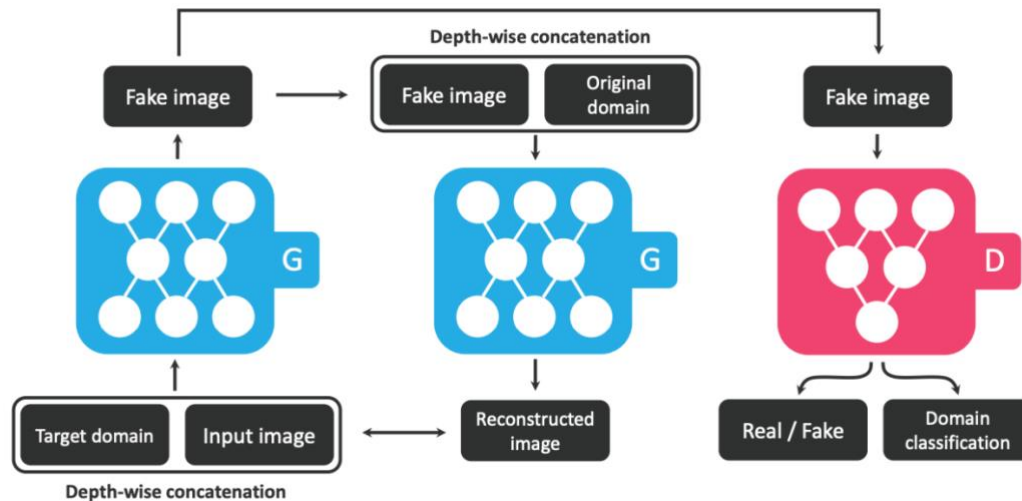 Depth-wise concatenation
Fake image
Fake image
Original
domain
Fake image
G
G
D
Target domain
Input image
Reconstructed
image
Real / Fake
Domain
classification
Depth-wise concatenation